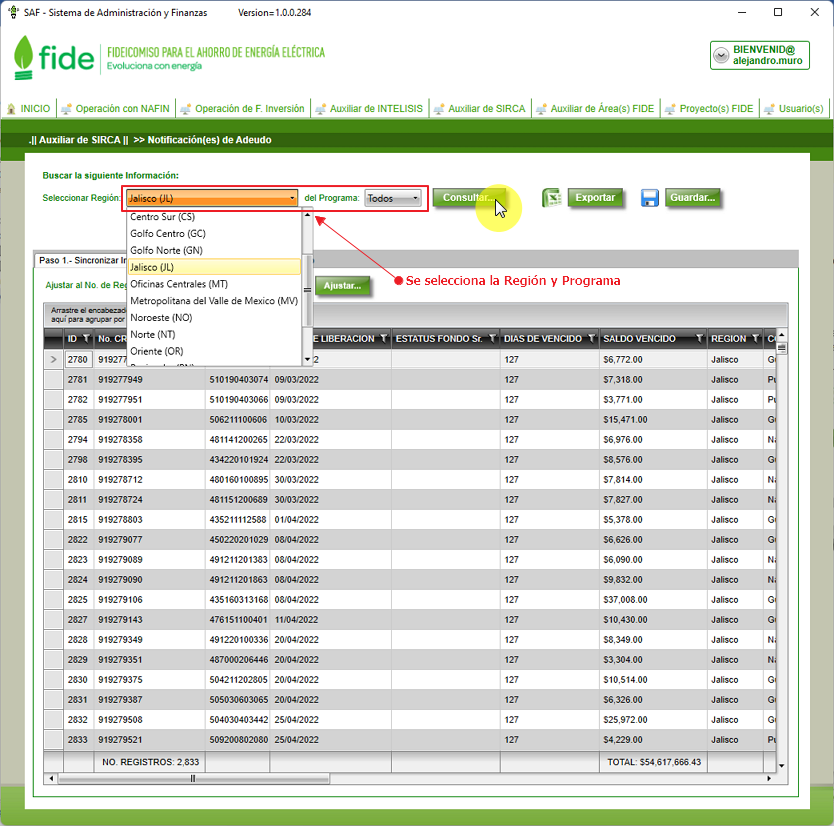 SAF - Sistema de Administración y Finanzas Version=1.0.0.284
fide
FIDEICOMISO PARA EL AHORRO DE ENERGÍA ELÉCTRICA
Evoluciona con energía
BIENVENID@
alejandro.muro
INICIO Operación con NAFIN Operación de F. Inversión Auxiliar de INTELISIS Auxiliar de SIRCA Auxiliar de Área(s) FIDE Proyecto(s) FIDE Usuario(s)
.|| Auxiliar de SIRCA || >> Notificación(es) de Adeudo
Buscar la siguiente Información:
Seleccionar Región: Jalisco (JL) del Programa: Todos Consultar... Exportar Guardar...
Centro Sur (CS)
Golfo Centro (GC)
Golfo Norte (GN)
Jalisco (JL)
Oficinas Centrales (MT)
Metropolitana del Valle de Mexico (MV)
Noroeste (NO)
Norte (NT)
Oriente (OR)
Paso 1.- Sincronizar
Se selecciona la Región y Programa
Ajustar al No. de Reg Ajustar...
Arrastre el encabezado
aquí para agrupar por
ID No. CR E LIBERACION ESTATUS FONDO Sr. DIAS DE VENCIDO SALDO VENCIDO REGION
2780 919277 2 127 $6,772.00 Jalisco G
2781 919277949 510190403074 09/03/2022 127 $7,318.00 Jalisco Pu
2782 919277951 510190403066 09/03/2022 127 $3,771.00 Jalisco Pu
2785 919278001 506211100606 10/03/2022 127 $15,471.00 Jalisco G
2794 919278358 481141200265 22/03/2022 127 $6,976.00 Jalisco Na
2798 919278395 434220101924 22/03/2022 127 $8,576.00 Jalisco G
2810 919278712 480160100895 30/03/2022 127 $7,814.00 Jalisco Na
2811 919278724 481151200689 30/03/2022 127 $7,827.00 Jalisco Na
2815 919278803 435211112588 01/04/2022 127 $5,378.00 Jalisco G
2822 919279077 450220201029 08/04/2022 127 $6,626.00 Jalisco G
2823 919279089 491211201383 08/04/2022 127 $6,090.00 Jalisco Na
2824 919279090 491211201863 08/04/2022 127 $9,832.00 Jalisco Na
2825 919279106 435160313168 08/04/2022 127 $37,008.00 Jalisco G
2827 919279143 476151100401 11/04/2022 127 $10,430.00 Jalisco G
2828 919279349 491220100336 20/04/2022 127 $8,349.00 Jalisco Na
2829 919279351 487000206446 20/04/2022 127 $3,304.00 Jalisco Na
2830 919279375 504211202805 20/04/2022 127 $10,514.00 Jalisco G
2831 919279387 505030603065 20/04/2022 127 $6,326.00 Jalisco G
2832 919279508 504030403442 25/04/2022 127 $25,972.00 Jalisco G
2833 919279521 509200802080 25/04/2022 127 $4,229.00 Jalisco Pu
NO. REGISTROS: 2,833 TOTAL: $54,617,666.43